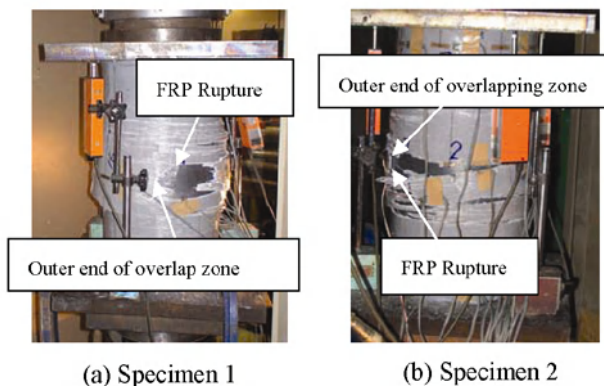 FRP Rupture
Outer end of overlap zone
(a) Specimen 1
Outer end of overlapping zone
2
FRP Rupture
(b) Specimen 2